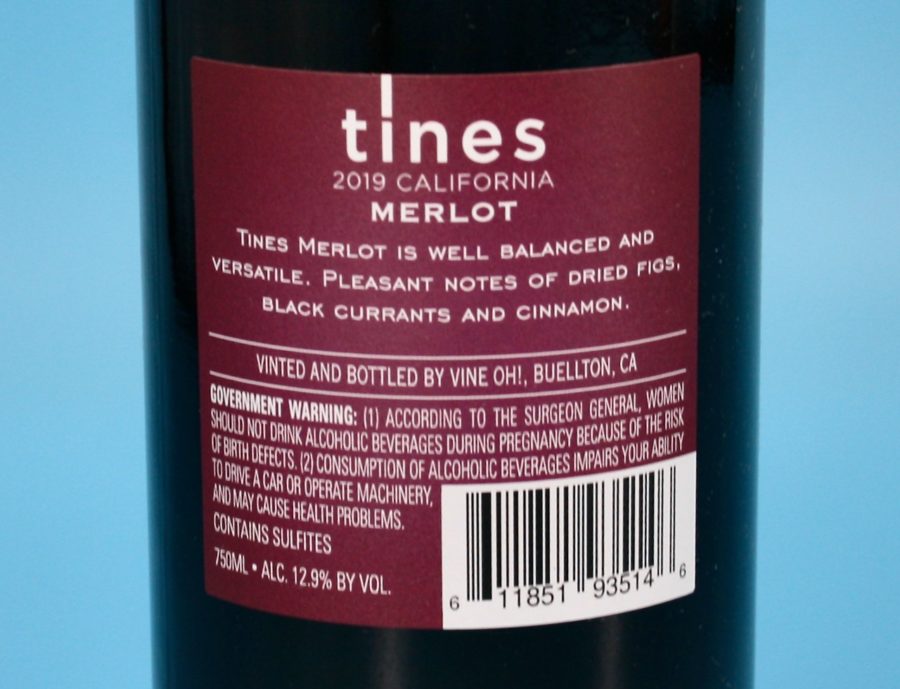 tines
2019 CALIFORNIA
MERLOT
TINES MERLOT IS WELL BALANCED AND
VERSATILE. PLEASANT NOTES OF DRIED FIGS,
BLACK CURRANTS AND CINNAMON.
VINTED AND BOTTLED BY VINE OH!, BUELLTON, CA
GOVERNMENT WARNING: (1) ACCORDING TO THE SURGEON GENERAL, WOMEN
SHOULD NOT DRINK ALCOHOLIC BEVERAGES DURING PREGNANCY BECAUSE OF THE RISK
OF BIRTH DEFECTS. (2) CONSUMPTION OF ALCOHOLIC BEVERAGES IMPAIRS YOUR ABILITY
TO DRIVE A CAR OR OPERATE MACHINERY,
AND MAY CAUSE HEALTH PROBLEMS.
CONTAINS SULFITES
750ML • ALC. 12.9% BY VOL.
6 11851 93514 6